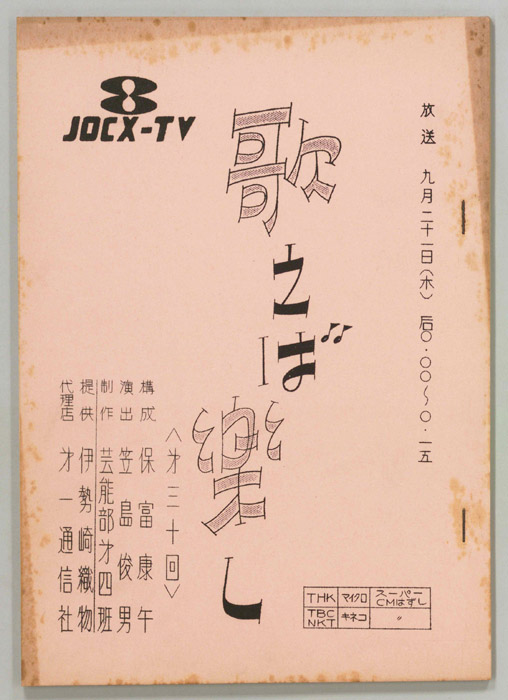 JOCX-TV
放送 九月二十一日(木) 后0.00〜0.一五
歌えば楽し
〈才三十回〉
構成 保富康午
演出 笠島俊男
制作 芸能部才四班
提供 伊勢崎織物
代理店 才一通信社
THK マイクロ スーパー CMはずし
TBC NKT キネコ 〃